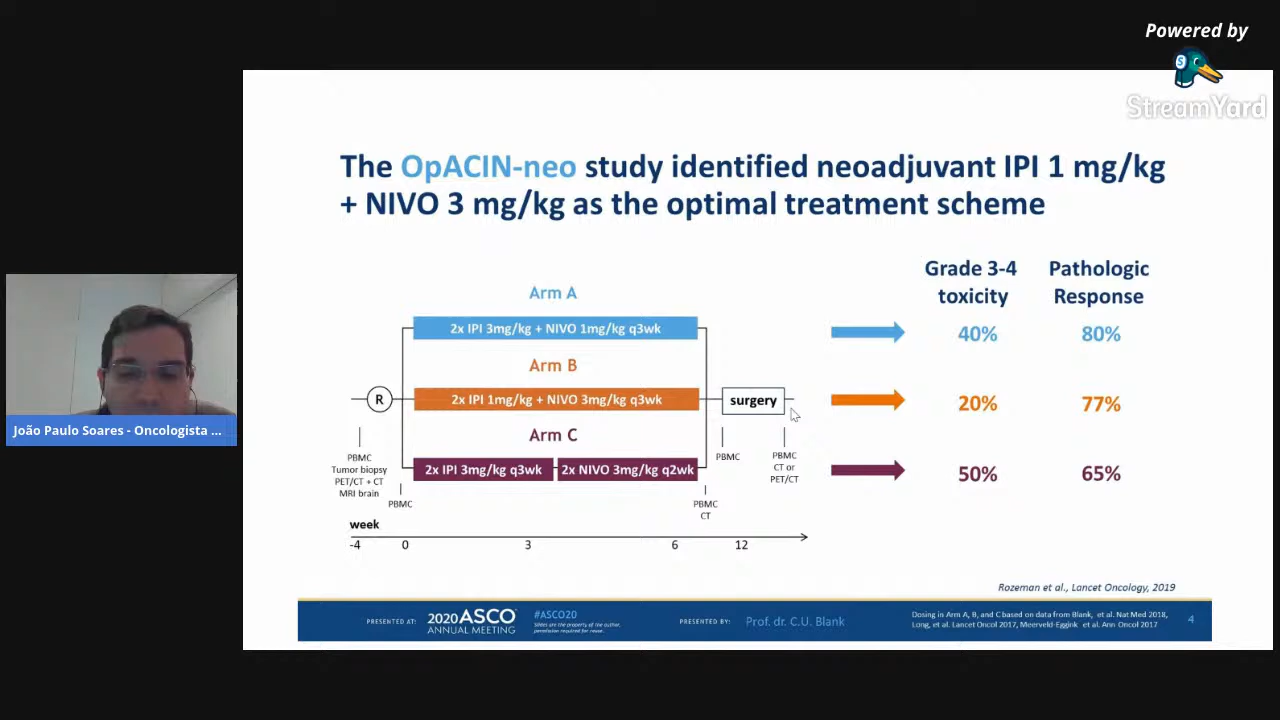 Powered by
StreamYard
The OpACIN-neo study identified neoadjuvant IPI 1 mg/kg
+ NIVO 3 mg/kg as the optimal treatment scheme
Grade 3-4
toxicity
Pathologic
Response
Arm A
2x IPI 3mg/kg + NIVO 1mg/kg q3wk
40%
80%
Arm B
R
2x IPI 1mg/kg + NIVO 3mg/kg q3wk
surgery
20%
77%
Arm C
2x IPI 3mg/kg q3wk
2x NIVO 3mg/kg q2wk
50%
65%
PBMC
Tumor biopsy
PET/CT + CT
MRI brain
PBMC
PBMC
CT
PBMC
PBMC
CT or
PET/CT
week
-4
0
3
6
12
João Paulo Soares - Oncologista ...
Rozeman et al., Lancet Oncology, 2019
PRESENTED AT:
2020 ASCO
ANNUAL MEETING
#ASCO20
Slides are the property of the author,
permission required for reuse.
PRESENTED BY:
Prof. dr. C.U. Blank
Dosing in Arm A, B, and C based on data from Blank, et al. Nat Med 2018,
Long, et al. Lancet Oncol 2017, Meerveld-Eggink et al. Ann Oncol 2017
4